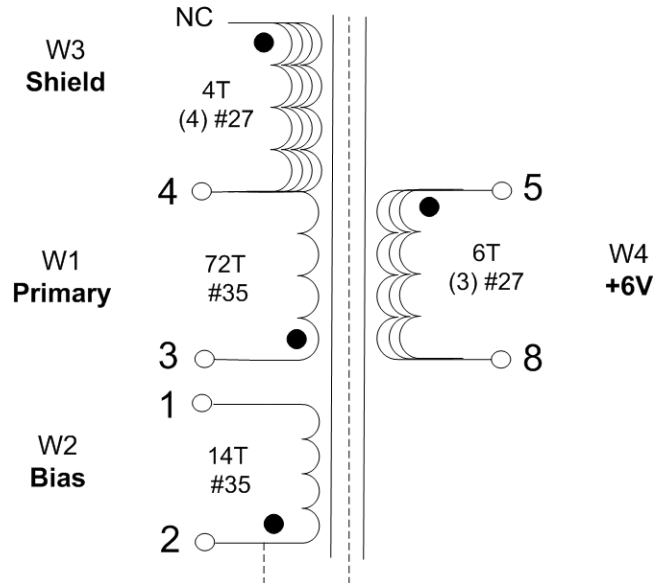 NC
W3
Shield
4T
(4) #27
4
5
W1
Primary
72T
#35
6T
(3) #27
W4
+6V
3
8
1
W2
Bias
14T
#35
2